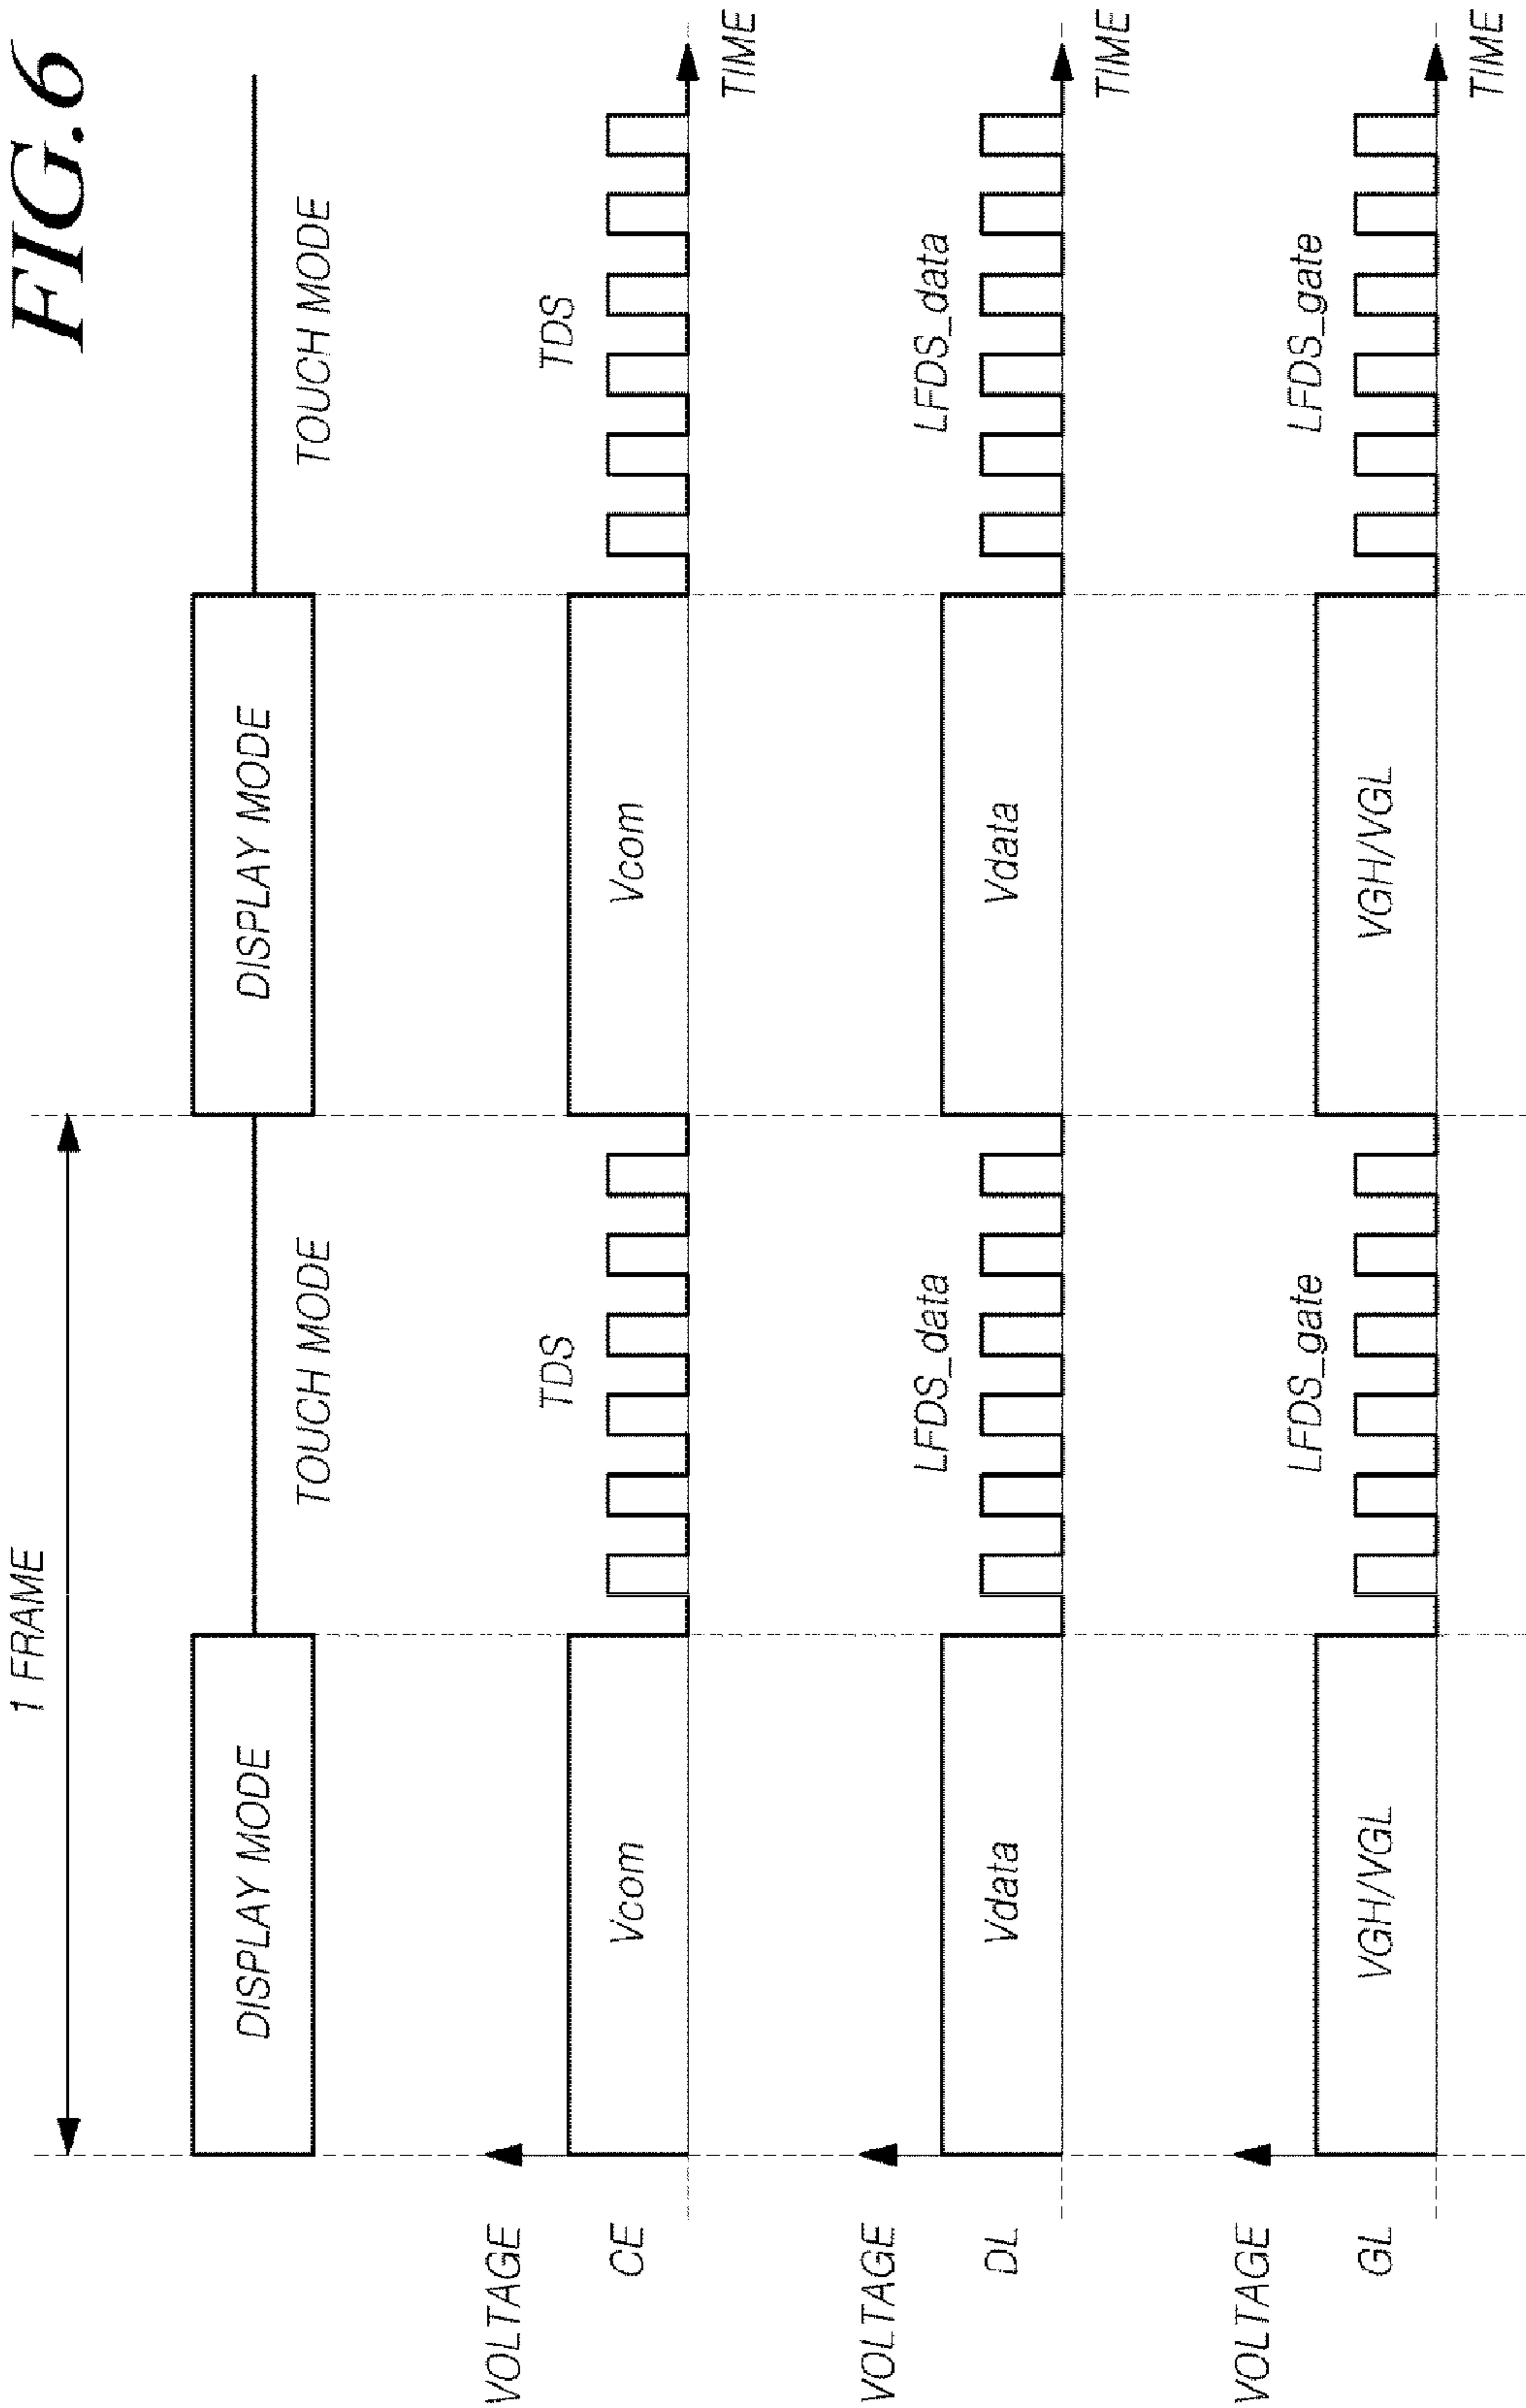 FIG.6
1 FRAME
DISPLAY MODE
DISPLAY MODE
TOUCH MODE
TOUCH MODE
VOLTAGE
TDS
TDS
CE
Vcom
Vcom
TIME
VOLTAGE
LFDS_data
LFDS_data
DL
Vdata
Vdata
TIME
VOLTAGE
LFDS_gate
LFDS_gate
GL
VGH/VGL
VGH/VGL
TIME